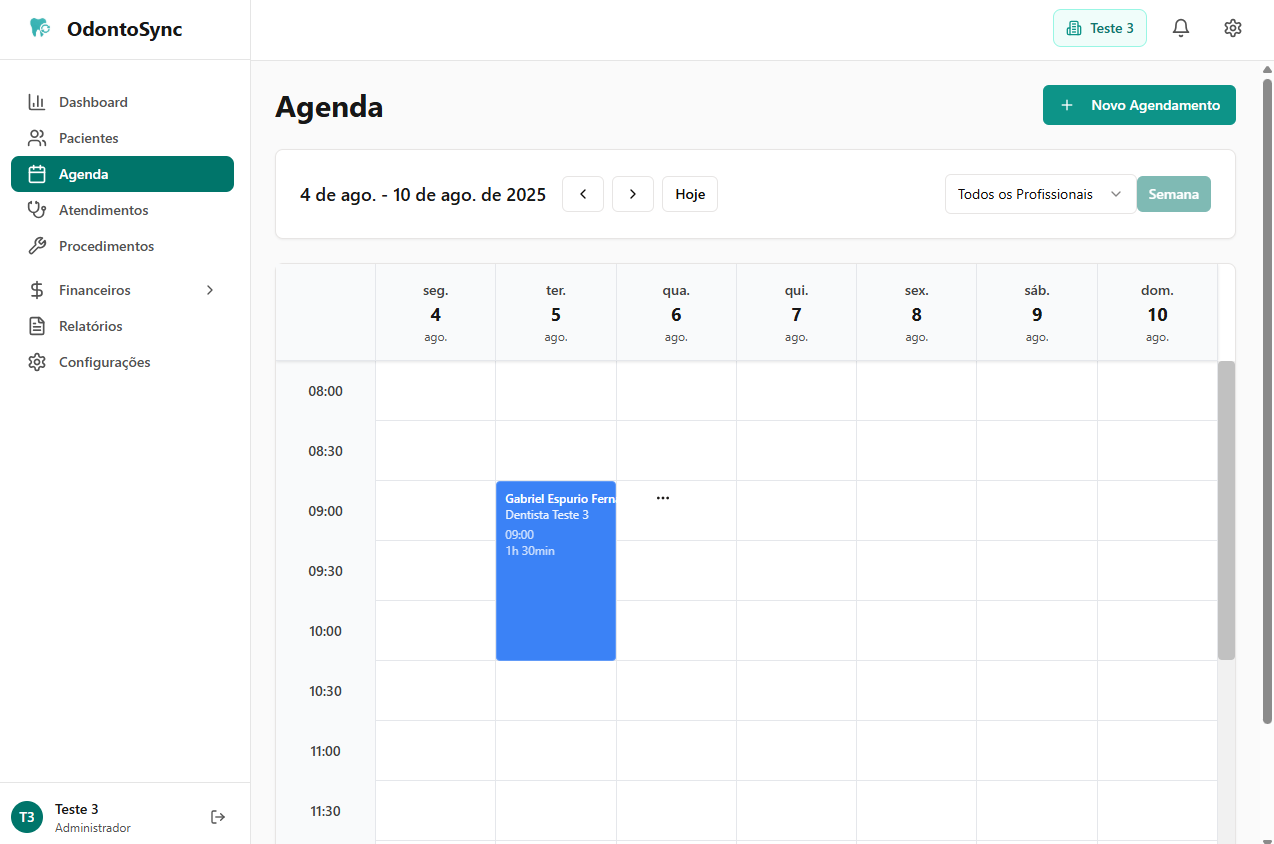 OdontoSync
Teste 3
Dashboard
Pacientes
Agenda
Atendimentos
Procedimentos
Financeiros
Relatórios
Configurações
T3
Teste 3
Administrador
Agenda
+ Novo Agendamento
4 de ago. - 10 de ago. de 2025
Hoje
Todos os Profissionais
Semana
seg. ter. qua. qui. sex. sáb. dom.
4 5 6 7 8 9 10
ago. ago. ago. ago. ago. ago. ago.
08:00
08:30
09:00
Gabriel Espurio
Dentista Teste 3
09:00
1h 30min
...
09:30
10:00
10:30
11:00
11:30